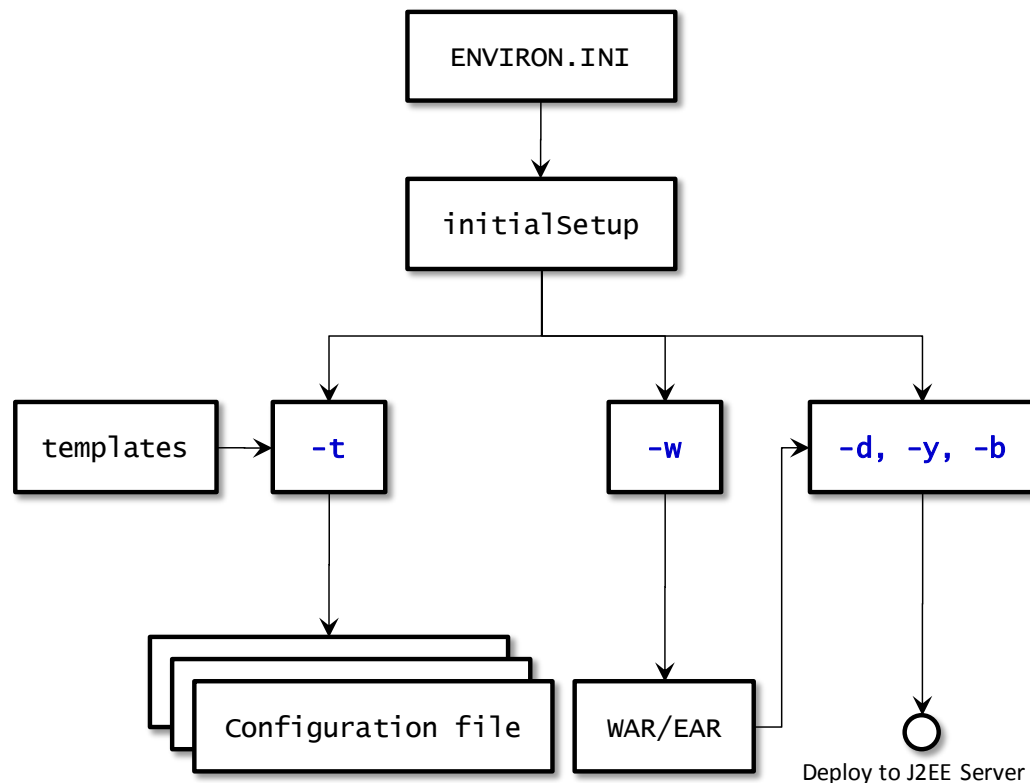 ENVIRON.INI
initialSetup
templates
-t
-w
-d, -y, -b
Configuration file
WAR/EAR
Deploy to J2EE Server